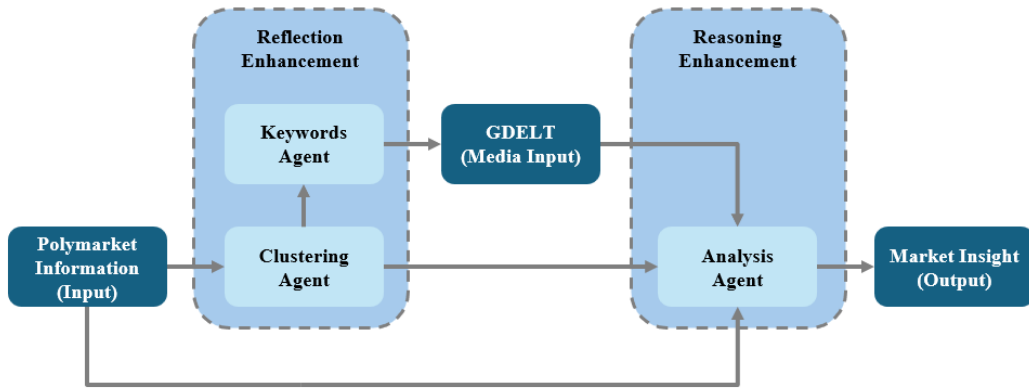 Reflection
Enhancement
Reasoning
Enhancement
Keywords
Agent
GDELT
(Media Input)
Polymarket
Information
(Input)
Clustering
Agent
Analysis
Agent
Market Insight
(Output)